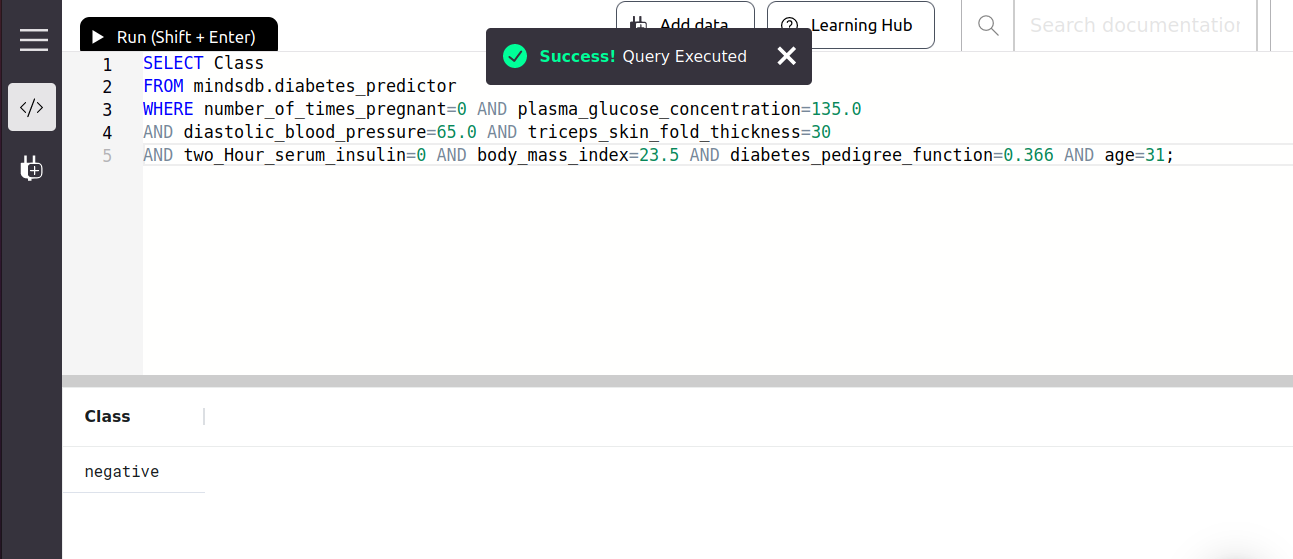 Add data
Learning Hub
Search documentation
Run (Shift + Enter)
Success! Query Executed
1 SELECT Class
2 FROM mindsdb.diabetes_predictor
3 WHERE number_of_times_pregnant=0 AND plasma_glucose_concentration=135.0
4 AND diastolic_blood_pressure=65.0 AND triceps_skin_fold_thickness=30
5 AND two_Hour_serum_insulin=0 AND body_mass_index=23.5 AND diabetes_pedigree_function=0.366 AND age=31;
Class
negative